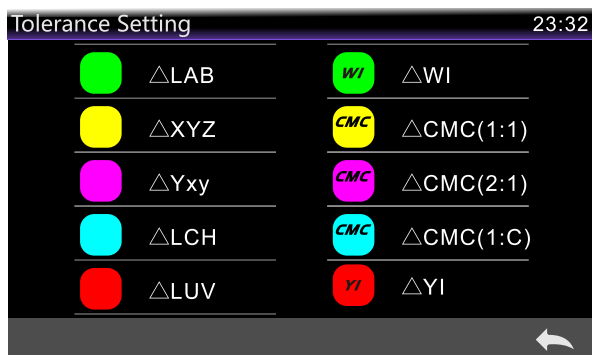 Tolerance Setting 23:32
△LAB
△XYZ
△Yxy
△LCH
△LUV
WI △WI
CMC △CMC(1:1)
CMC △CMC(2:1)
CMC △CMC(1:C)
YI △YI